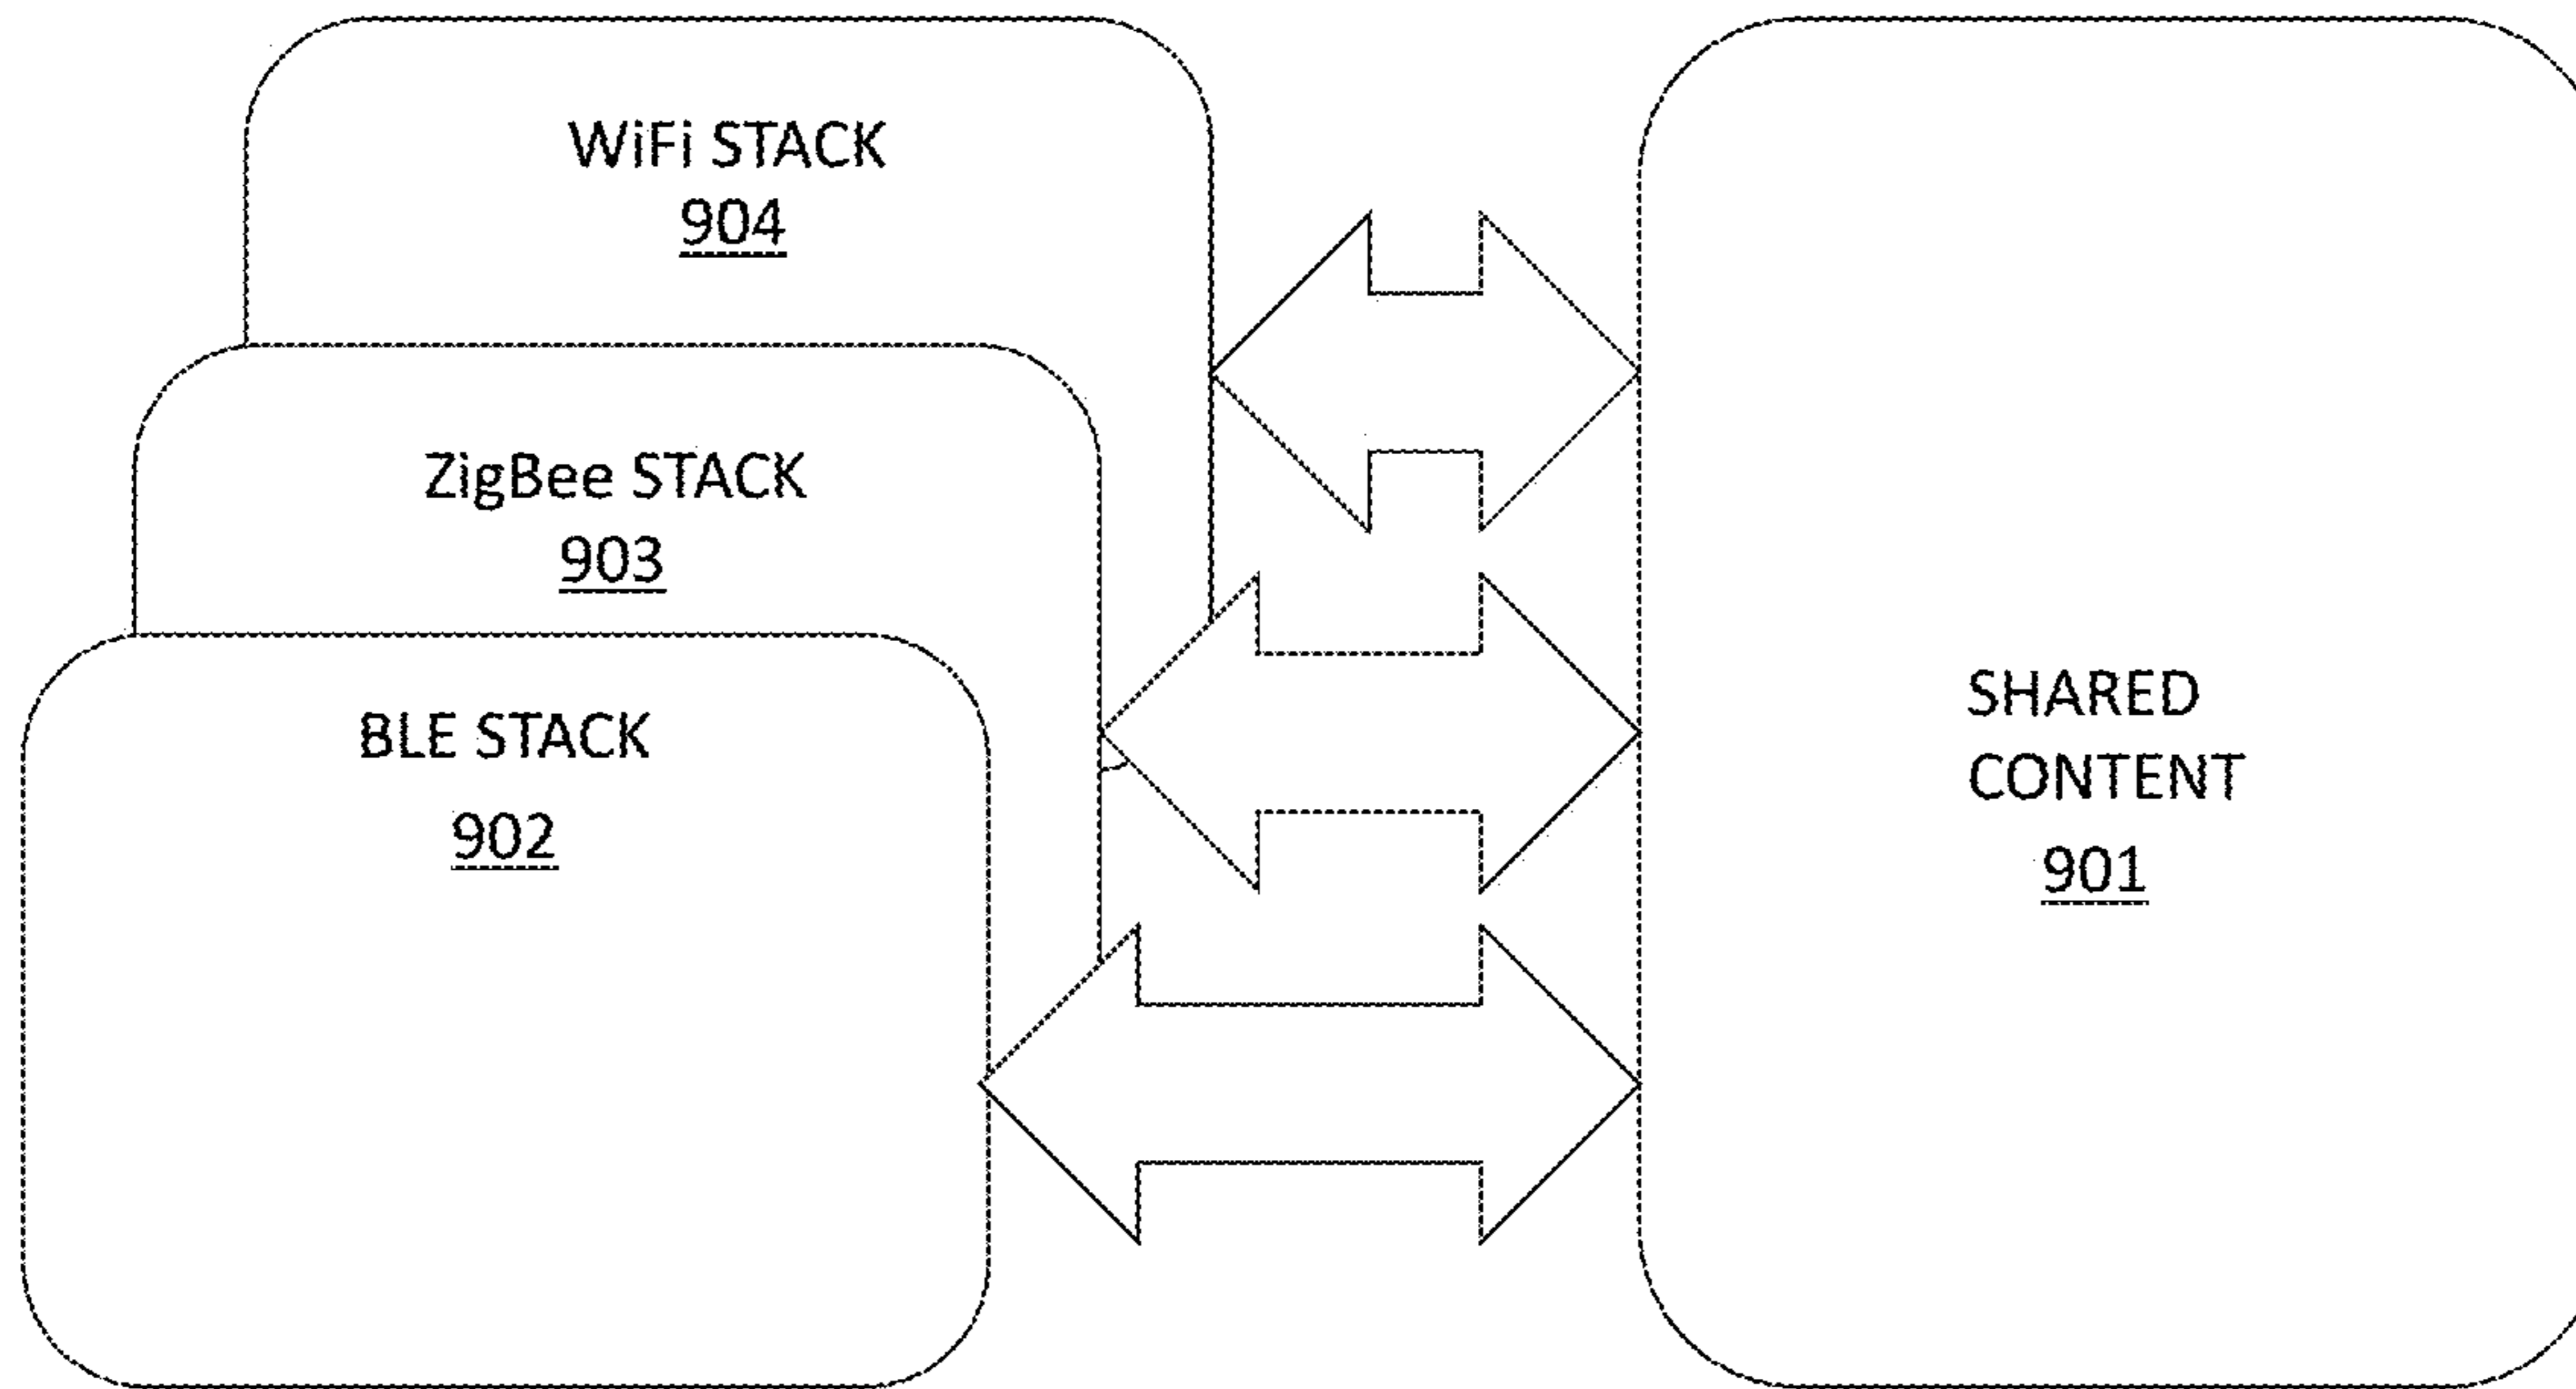 WiFi STACK
904
ZigBee STACK
903
BLE STACK
902
SHARED
CONTENT
901